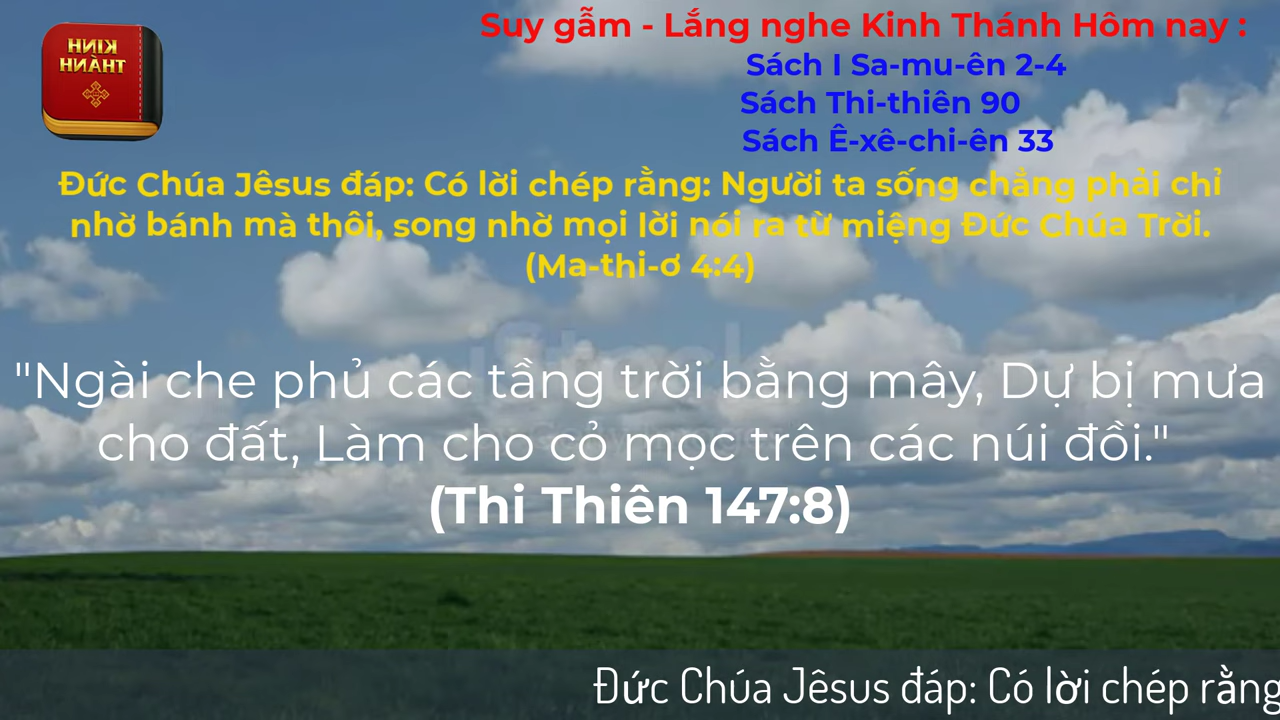 KINH
THÁNH
Suy gẫm - Lắng nghe Kinh Thánh Hôm nay :
Sách I Sa-mu-ên 2-4
Sách Thi-thiên 90
Sách Ê-xê-chi-ên 33
Đức Chúa Jêsus đáp: Có lời chép rằng: Người ta sống chẳng phải chỉ
nhờ bánh mà thôi, song nhờ mọi lời nói ra từ miệng Đức Chúa Trời.
(Ma-thi-ơ 4:4)
iStock
"Ngài che phủ các tầng trời bằng mây, Dự bị mưa
cho đất, Làm cho cỏ mọc trên các núi đồi."
(Thi Thiên 147:8)
Đức Chúa Jêsus đáp: Có lời chép rằng